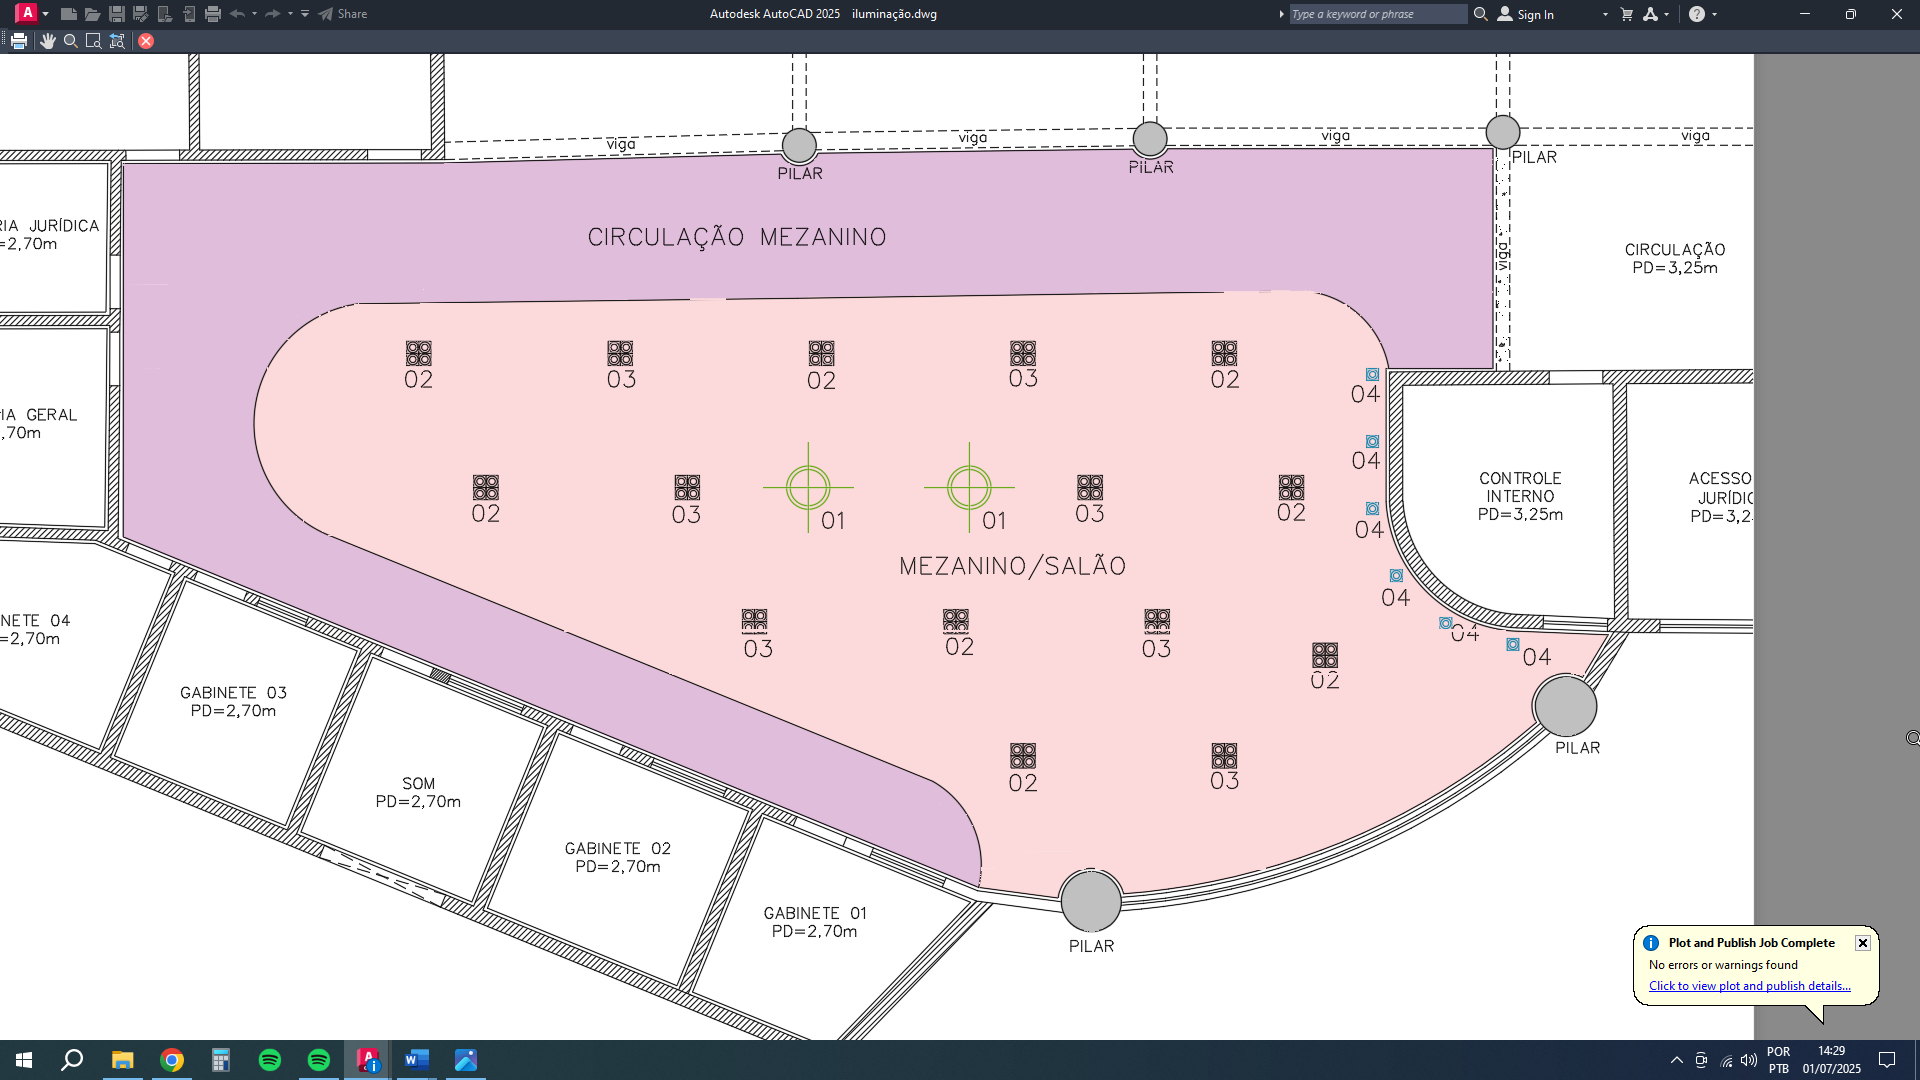 Share
Autodesk AutoCAD 2025   iluminação.dwg
Type a keyword or phrase
Sign In
viga
viga
viga
viga
PILAR
PILAR
PILAR
RIA JURÍDICA
=2,70m
CIRCULAÇÃO MEZANINO
viga
CIRCULAÇÃO
PD=3,25m
02
03
02
03
02
04
IA GERAL
,70m
04
02
03
01
01
03
02
04
CONTROLE
INTERNO
PD=3,25m
ACESSO
JURÍDIC
PD=3,2
MEZANINO/SALÃO
04
NETE 04
=2,70m
03
02
03
04
04
02
GABINETE 03
PD=2,70m
PILAR
SOM
PD=2,70m
02
03
GABINETE 02
PD=2,70m
GABINETE 01
PD=2,70m
PILAR
Plot and Publish Job Complete
No errors or warnings found
Click to view plot and publish details...
POR
PTB
14:29
01/07/2025